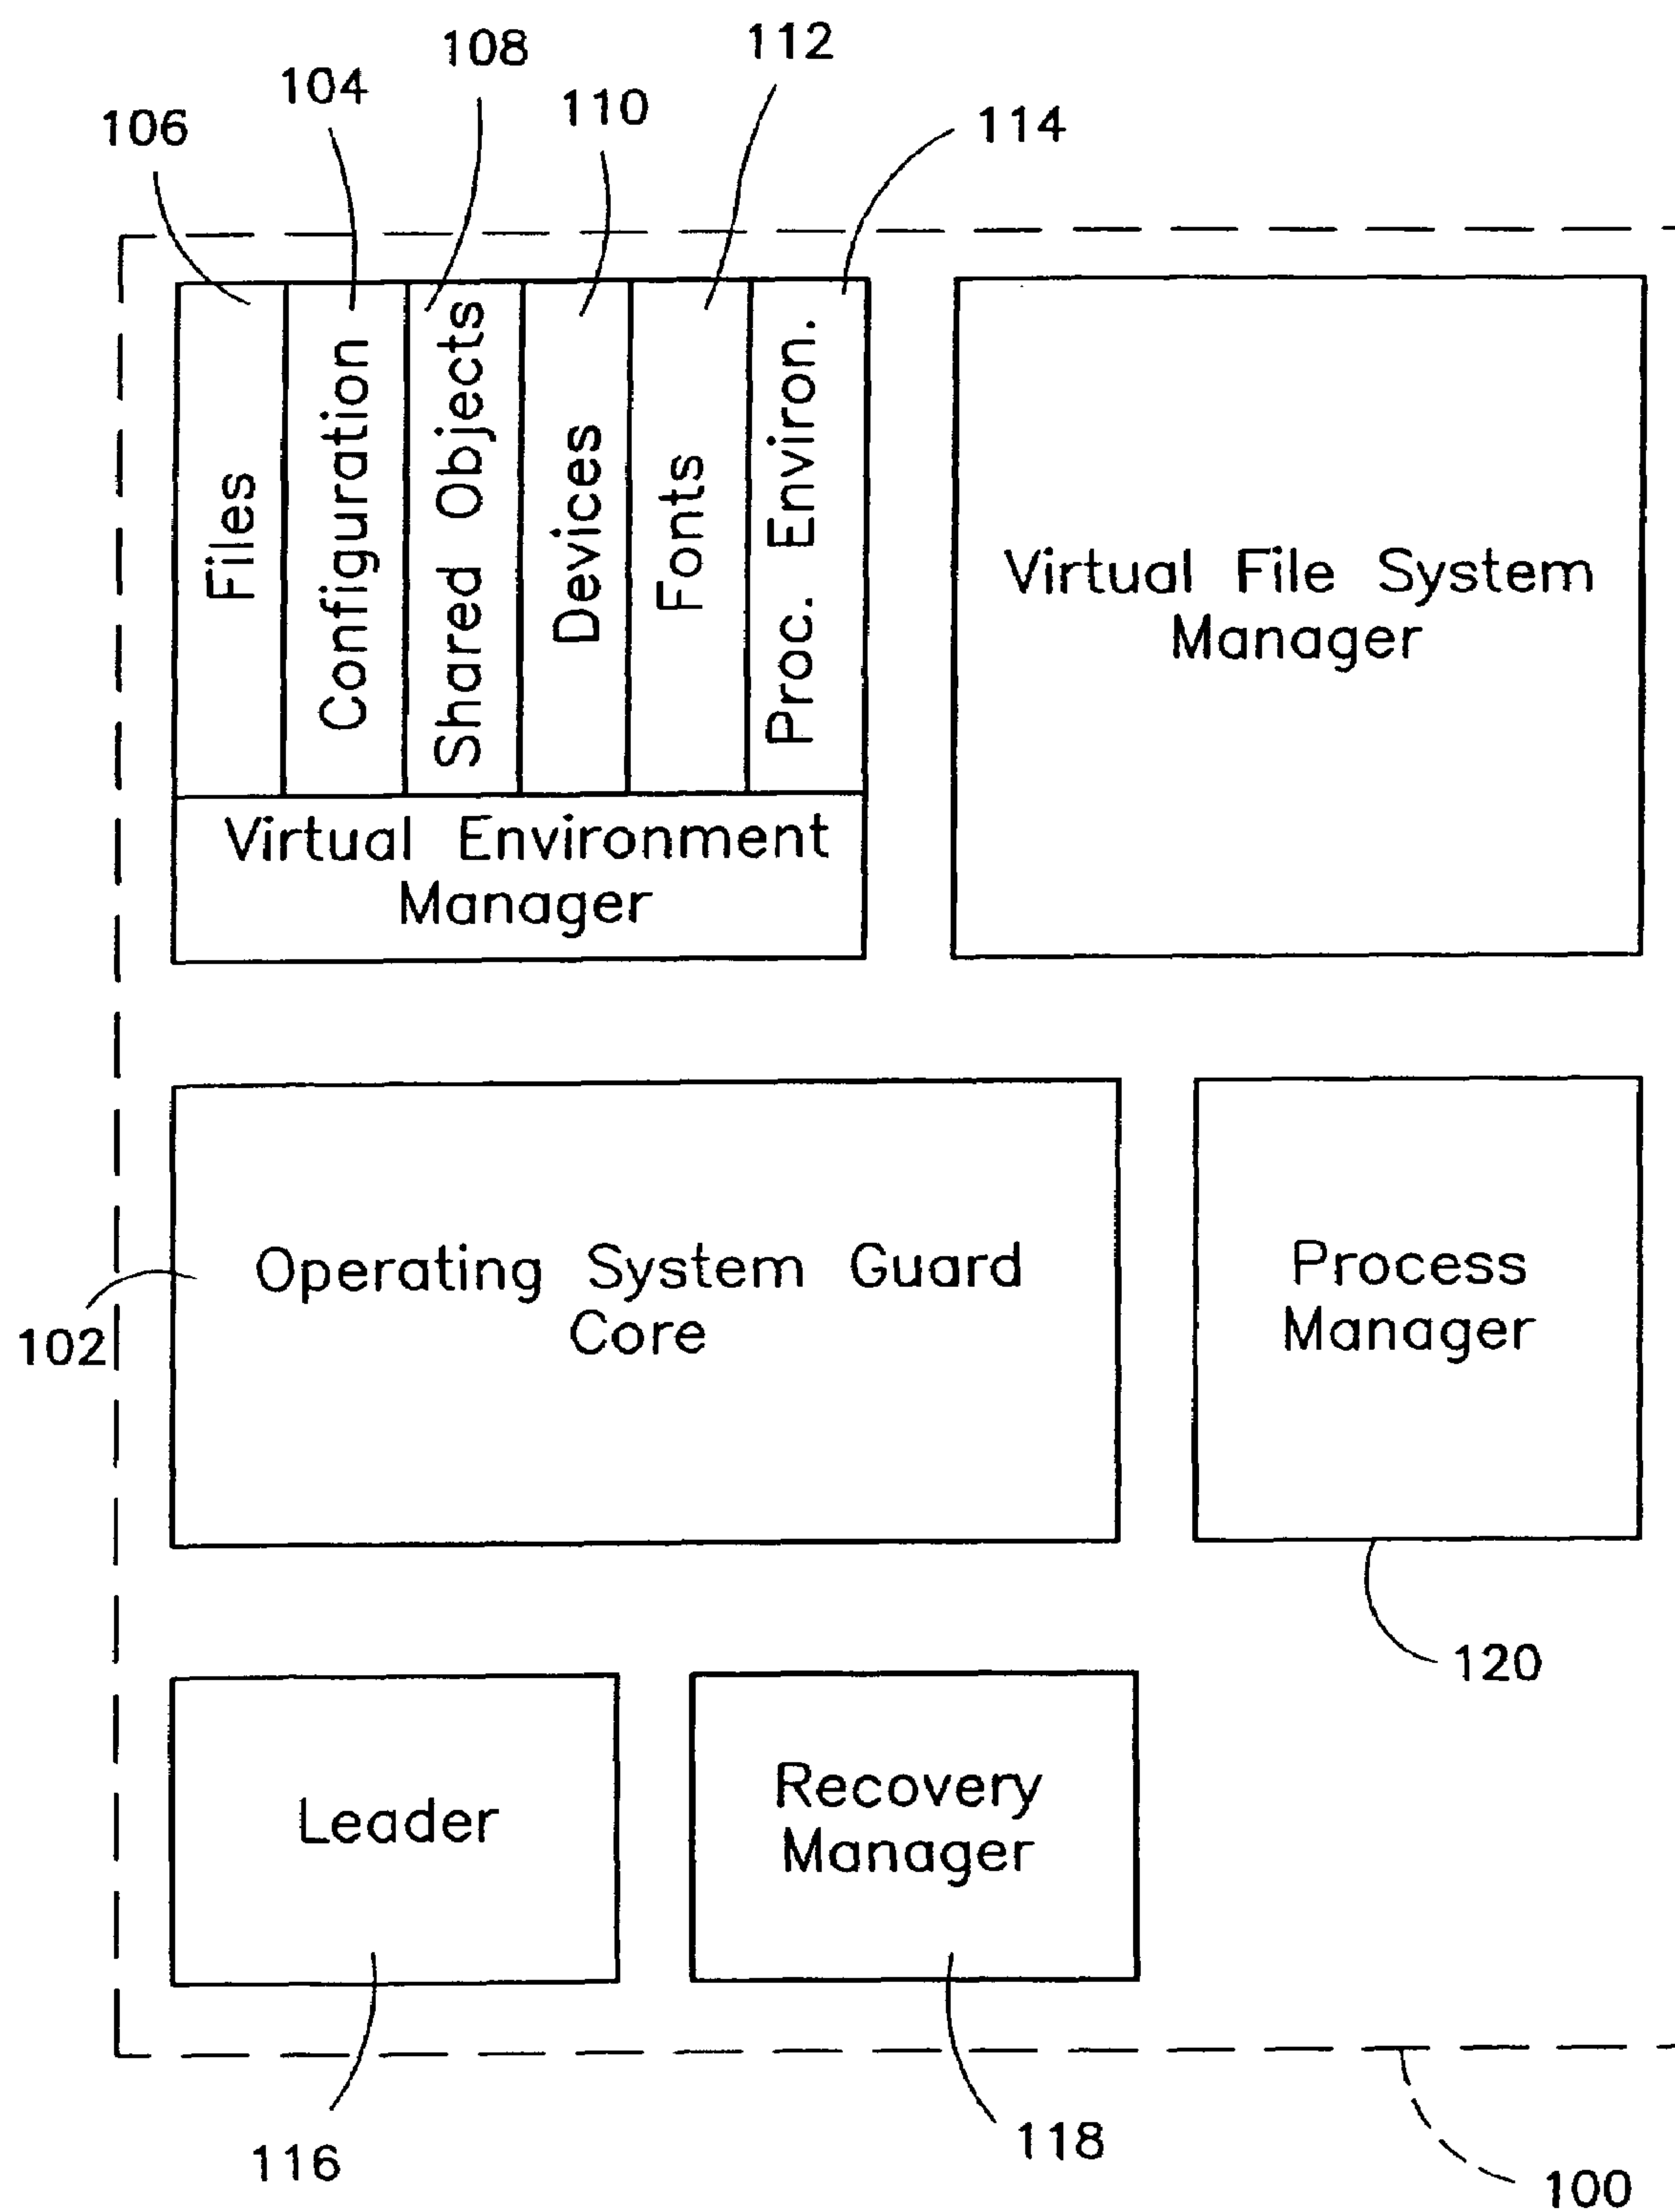 108
112
104
110
106
114
Files
Configuration
Shared Objects
Devices
Fonts
Proc. Environ.
Virtual Environment
Manager
Virtual File System
Manager
Operating System Guard
Core
102
Process
Manager
120
Leader
Recovery
Manager
116
118
100